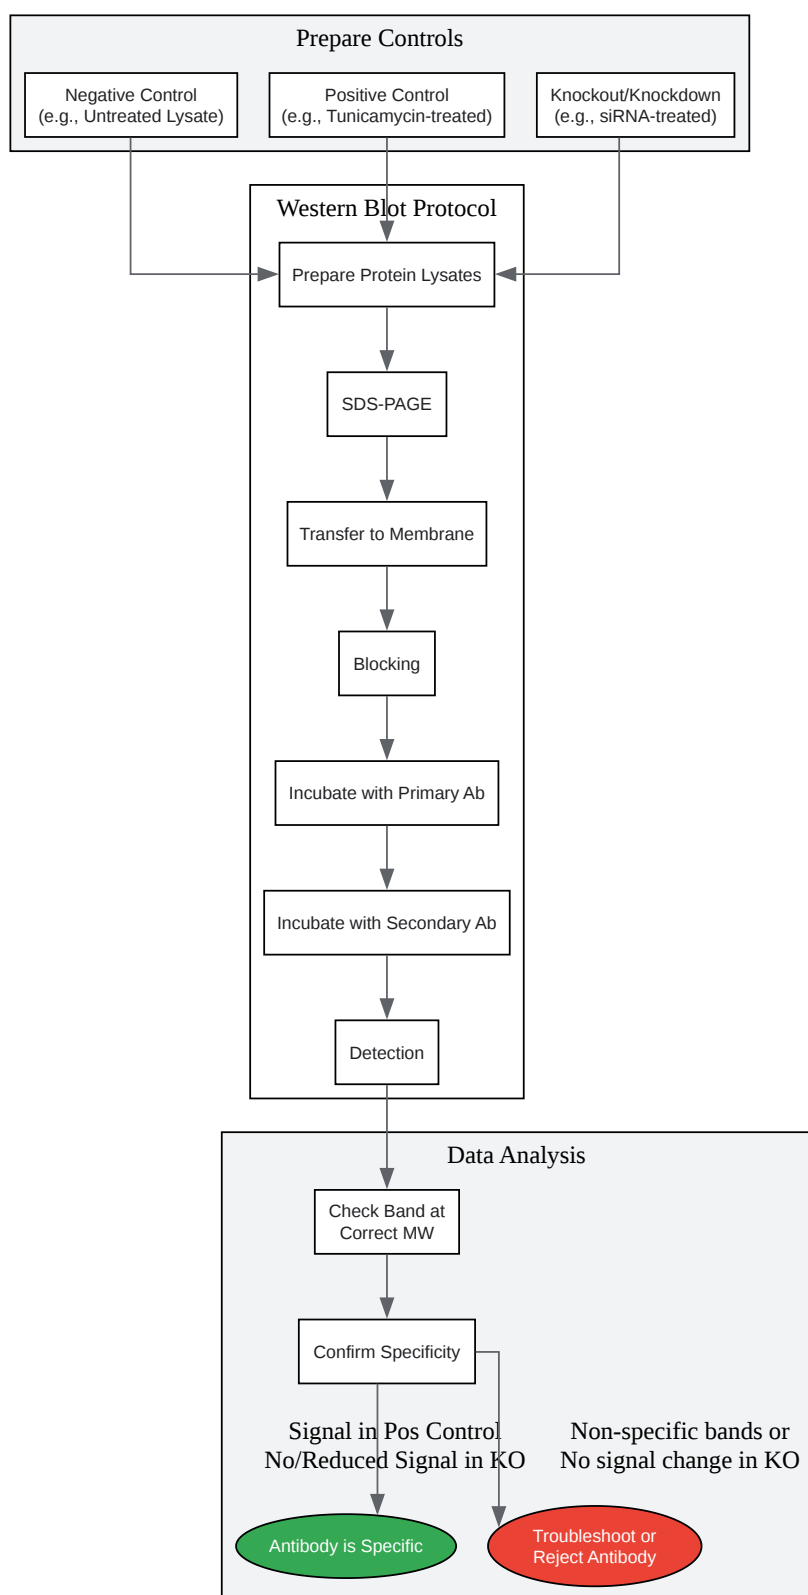 Prepare Controls
Negative Control
(e.g., Untreated Lysate)
Positive Control
(e.g., Tunicamycin-treated)
Knockout/Knockdown
(e.g., siRNA-treated)
Western Blot Protocol
Prepare Protein Lysates
SDS-PAGE
Transfer to Membrane
Blocking
Incubate with Primary Ab
Incubate with Secondary Ab
Detection
Data Analysis
Check Band at
Correct MW
Confirm Specificity
Signal in Pos Control
No/Reduced Signal in KO
Non-specific bands or
No signal change in KO
Antibody is Specific
Troubleshoot or
Reject Antibody